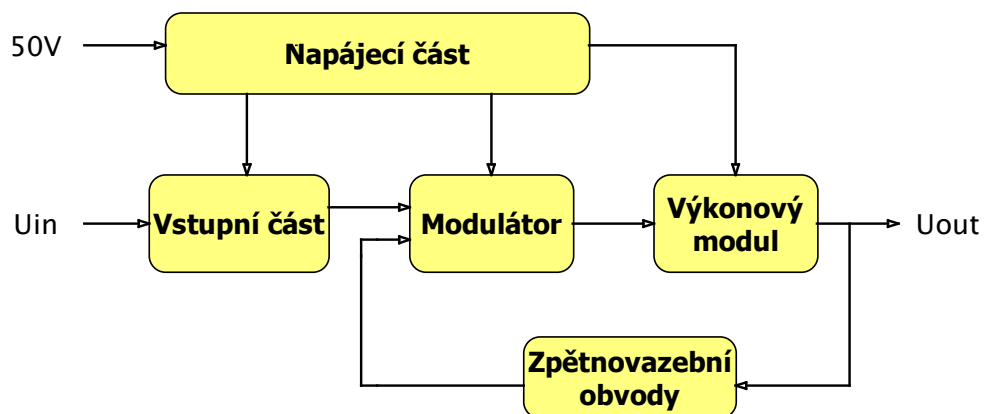 50V
Napájecí část
Uin
Vstupní část
Modulátor
Výkonový
modul
Uout
Zpětnovazební
obvody